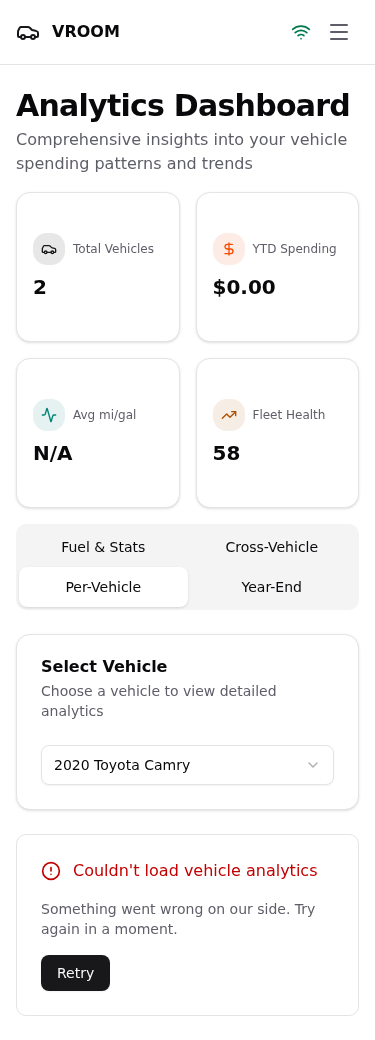 VROOM
Analytics Dashboard
Comprehensive insights into your vehicle
spending patterns and trends
Total Vehicles
2
YTD Spending
$0.00
Avg mi/gal
N/A
Fleet Health
58
Fuel & Stats
Cross-Vehicle
Per-Vehicle
Year-End
Select Vehicle
Choose a vehicle to view detailed
analytics
2020 Toyota Camry
Couldn't load vehicle analytics
Something went wrong on our side. Try
again in a moment.
Retry